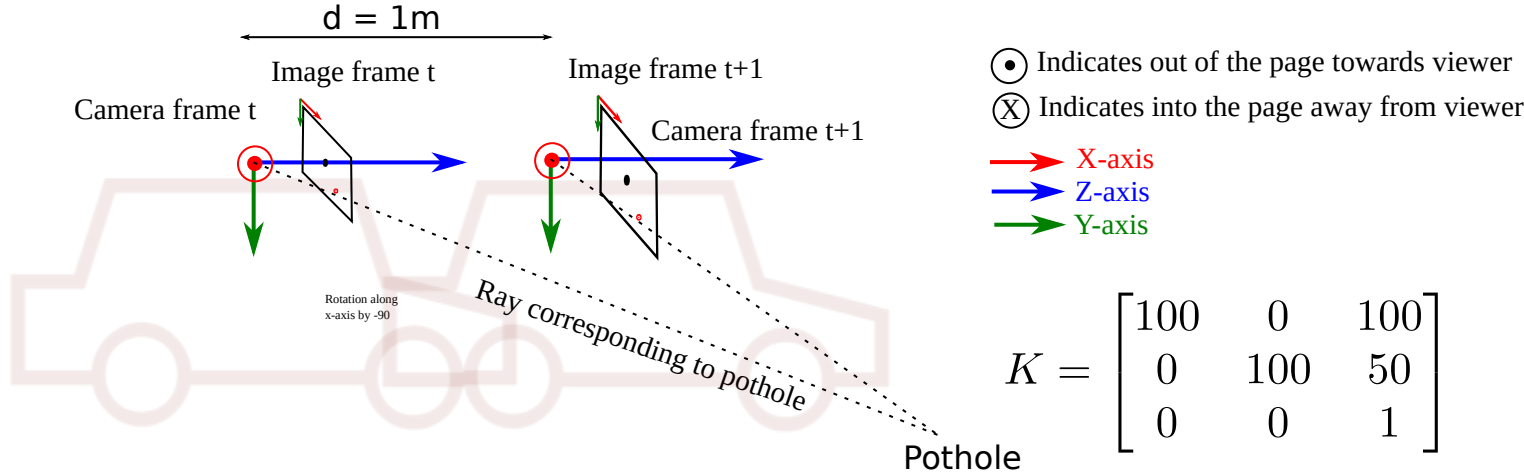 d = 1m
Image frame t
Image frame t+1
Camera frame t
Camera frame t+1
Indicates out of the page towards viewer
X Indicates into the page away from viewer
X-axis
Z-axis
Y-axis
Rotation along
x-axis by -90
Ray corresponding to pothole
Pothole
K = [100 0 100
0 100 50
0 0 1]